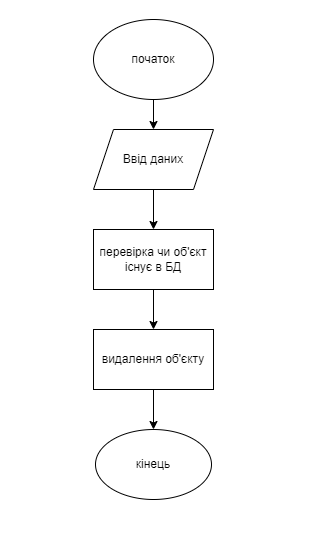 початок
Ввід даних
перевірка чи об'єкт
існує в БД
видалення об'єкту
кінець